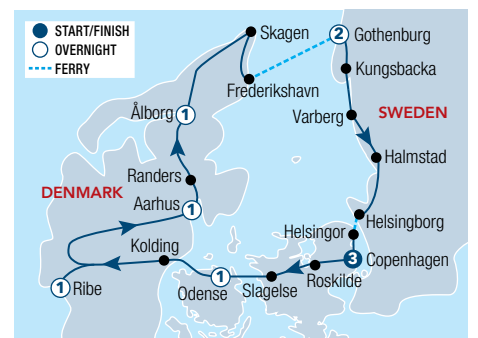 START/FINISH
OVERNIGHT
FERRY
Skagen
2 Gothenburg
Kungsbacka
Frederikshavn
Ålborg 1
Varberg
SWEDEN
Halmstad
Randers
DENMARK
Aarhus 1
Helsingborg
Helsingor
Kolding
3 Copenhagen
Roskilde
1 Ribe
1
Odense
Slagelse